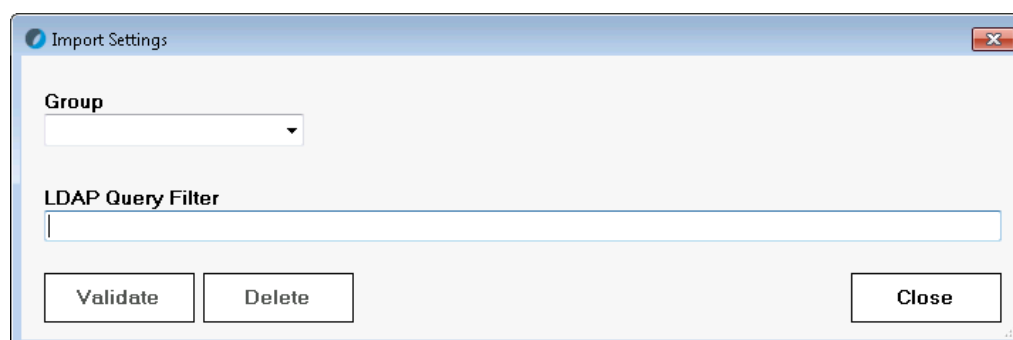 Import Settings
Group
LDAP Query Filter
Validate Delete Close